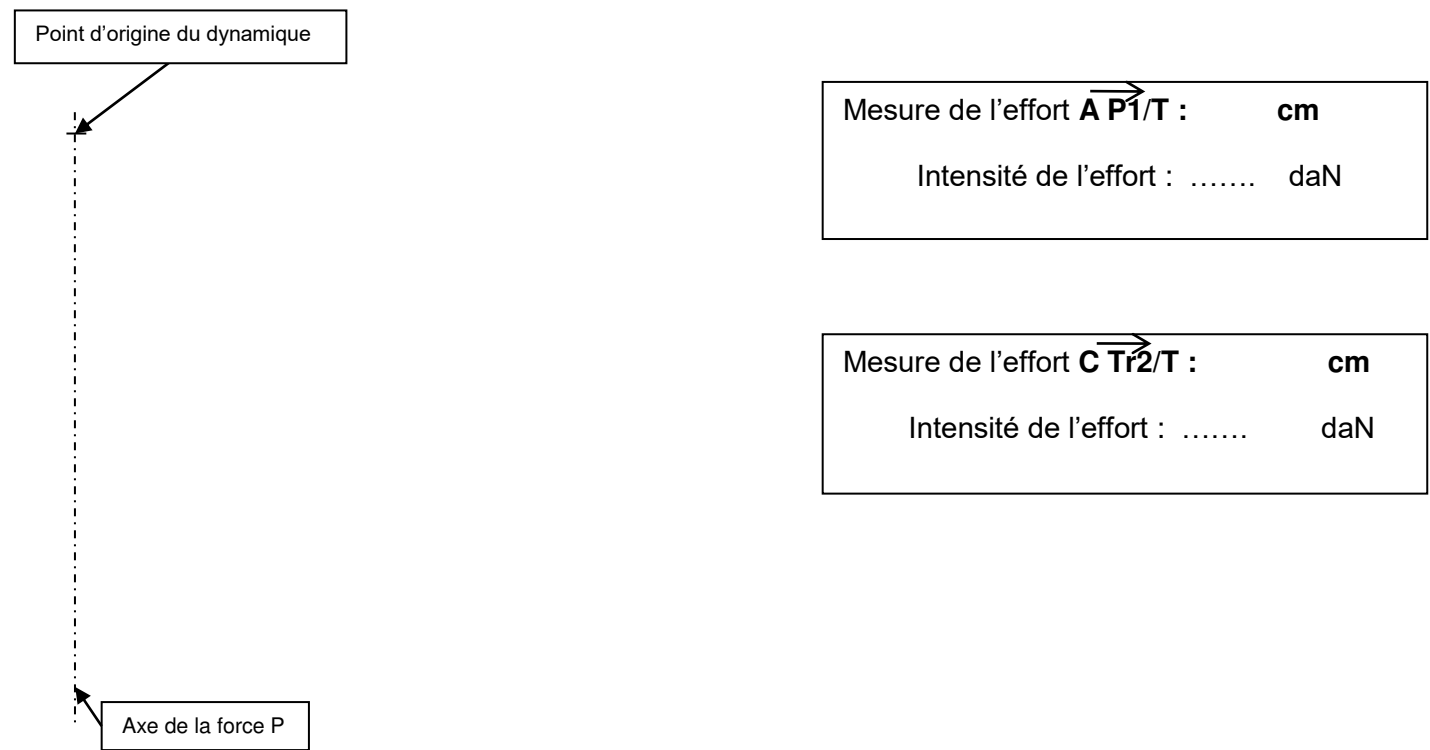 Point d’origine du dynamique
Mesure de l’effort A P1/T : cm
Intensité de l’effort : ……. daN
Mesure de l’effort C Tr2/T : cm
Intensité de l’effort : ……. daN
Axe de la force P